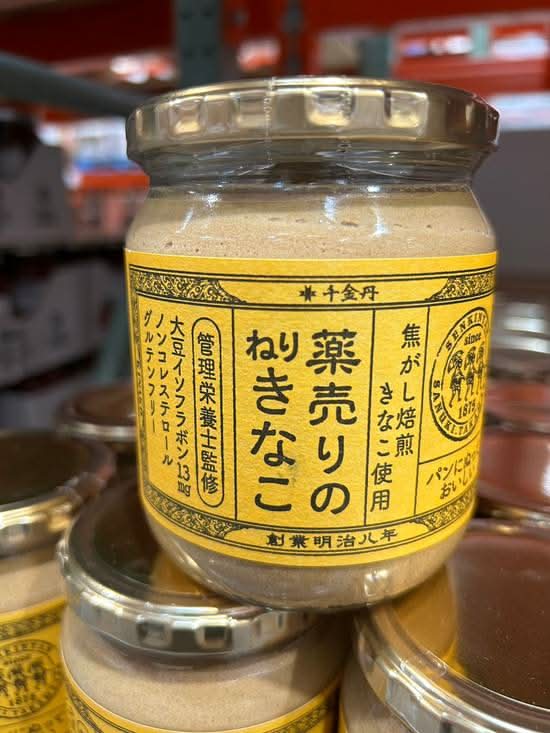 千金丹
焦がし焙煎
きなこ使用
薬売りの
ねりきなこ
管理栄養士監修
大豆イソフラボン13mg
ノンコレステロール
グルテンフリー
創業明治八年
since
1875
パンに
おいし